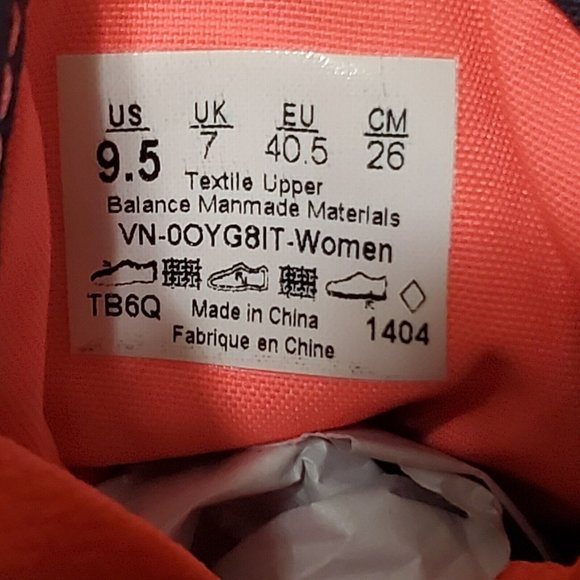 US UK EU CM
9.5 7 40.5 26
Textile Upper
Balance Manmade Materials
VN-0OYG8IT-Women
TB6Q Made in China 1404
Fabrique en Chine